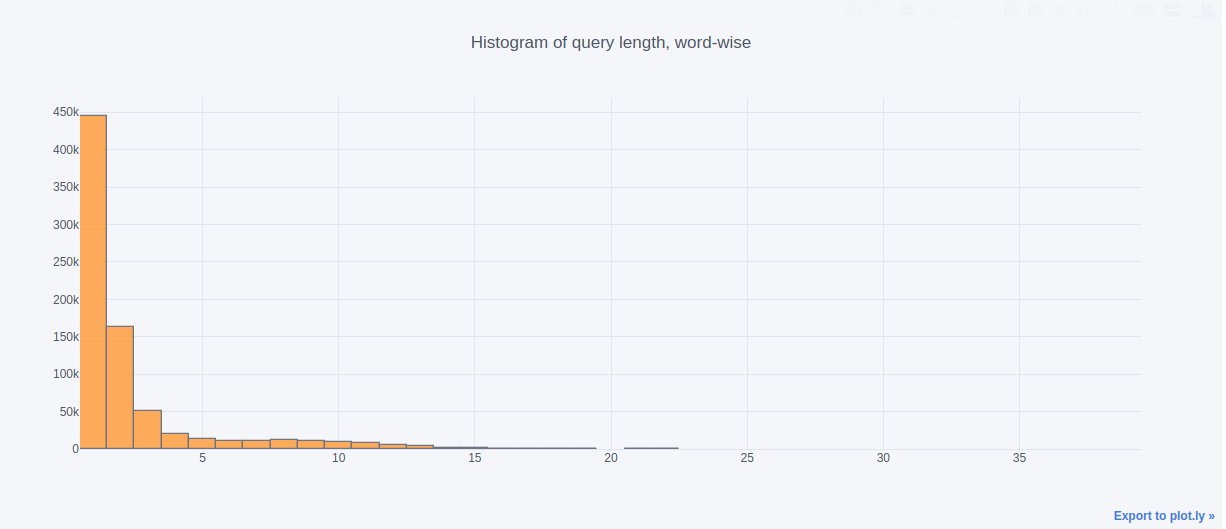 Histogram of query length, word-wise
450k
400k
350k
300k
250k
200k
150k
100k
50k
0
5 10 15 20 25 30 35
Export to plot.ly »